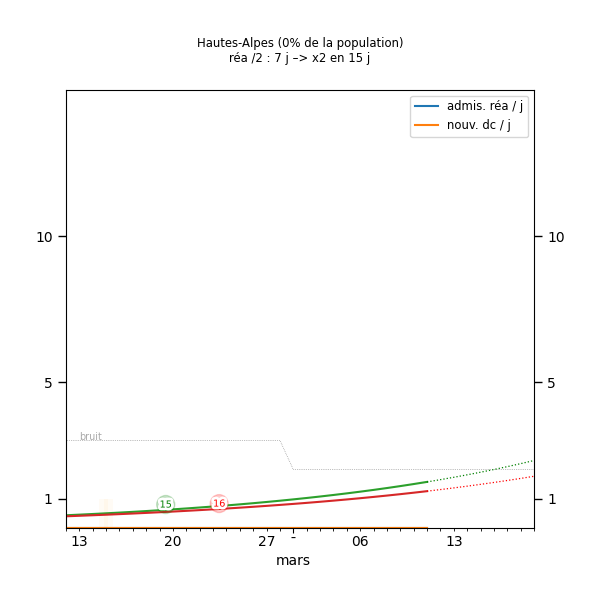 Hautes-Alpes (0% de la population)
réa /2 : 7 j –> x2 en 15 j
admis. réa / j
nouv. dc / j
10
10
5
5
bruit
1
15
16
1
13
20
27
-
06
13
mars